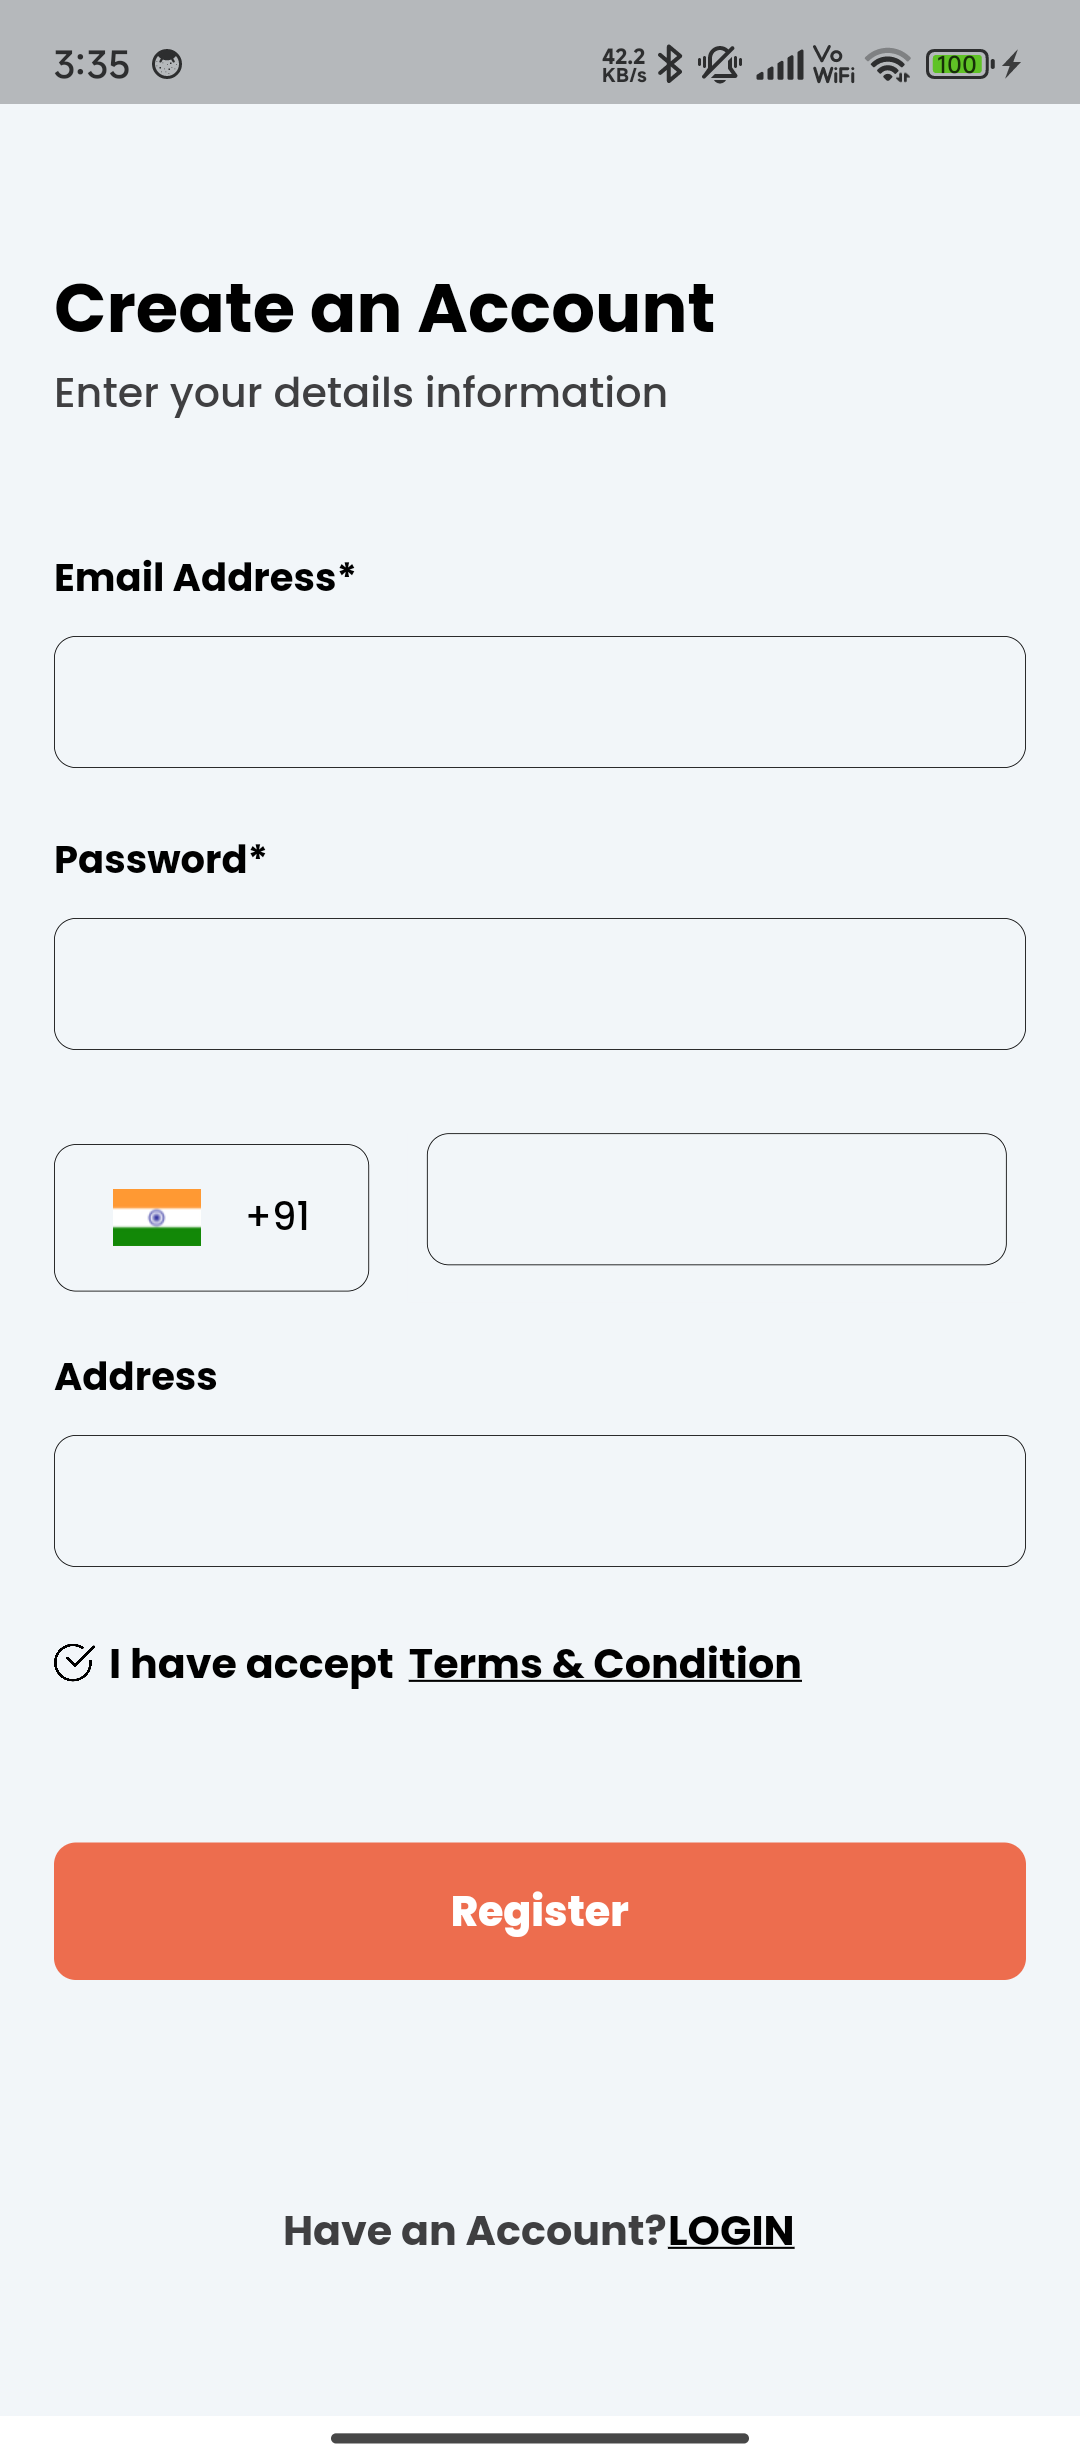 3:35 42.2 KB/s Vo WiFi 100
Create an Account
Enter your details information
Email Address*
Password*
+91
Address
I have accept Terms & Condition
Register
Have an Account?LOGIN